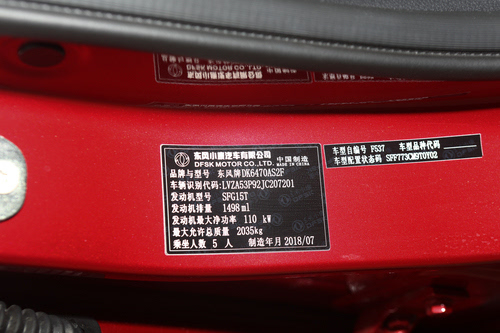 东风小康汽车有限公司
DFSK MOTOR CO.,LTD.
中国制造
MADE IN CHINA
品牌与型号 东风牌DK6470AS2F
车辆识别代码: LVZA53P92JC207201
发动机型号 SFG15T
发动机排量 1498ml
发动机最大净功率 110 kW
最大允许总质量 2035kg
乘坐人数 5 人 制造年月 2018/07
车型自编号 FS37 车型品种代码
车型配置状态码 SFF773CM9T0Y02